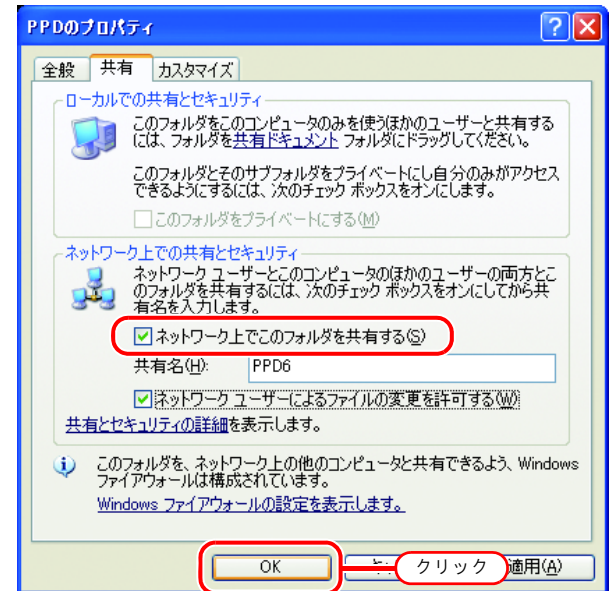 PPDのプロパティ
全般 共有 カスタマイズ
ローカルでの共有とセキュリティ
このフォルダをこのコンピュータのみを使うほかのユーザーと共有する
には、フォルダを共有ドキュメント フォルダにドラッグしてください。
このフォルダとそのサブフォルダをプライベートにし自分のみがアクセス
できるようにするには、次のチェック ボックスをオンにします。
このフォルダをプライベートにする(M)
ネットワーク上での共有とセキュリティ
ネットワーク ユーザーとこのコンピュータのほかのユーザーの両方とこ
のフォルダを共有するには、次のチェック ボックスをオンにしてから共
有名を入力します。
ネットワーク上でこのフォルダを共有する(S)
共有名(H): PPD6
ネットワーク ユーザーによるファイルの変更を許可する(W)
共有とセキュリティの詳細を表示します。
このフォルダを、ネットワーク上の他のコンピュータと共有できるよう、Windows
ファイアウォールは構成されています。
Windows ファイアウォールの設定を表示します。
OK クリック 適用(A)